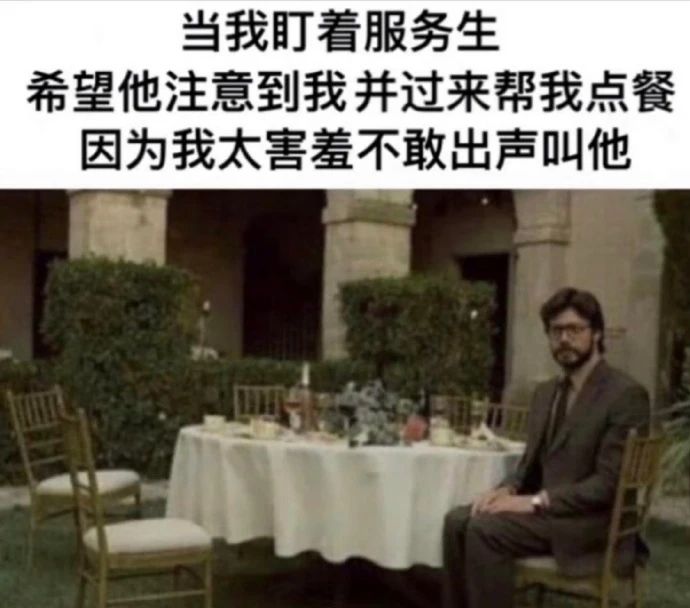 当我盯着服务生
希望他注意到我并过来帮我点餐
因为我太害羞不敢出声叫他